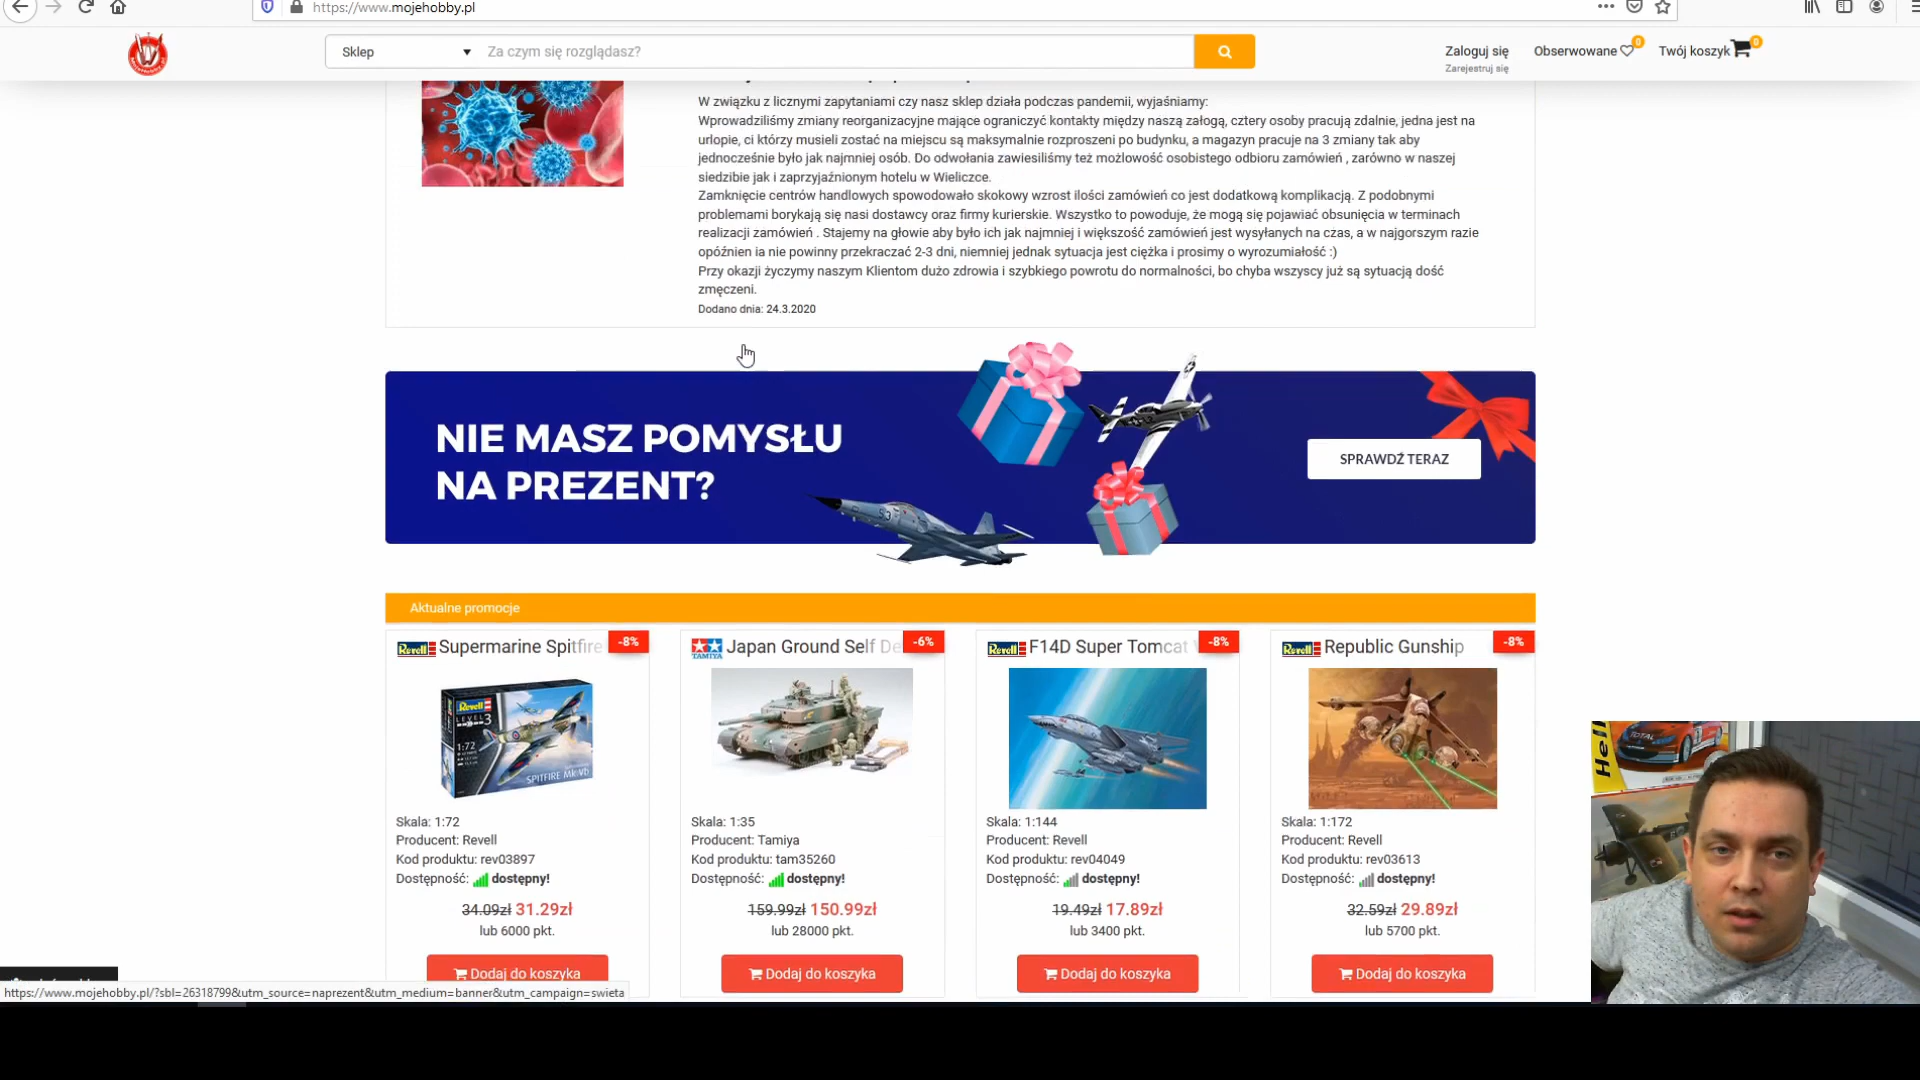 https://www.mojehobby.pl
Sklep
Za czym się rozglądasz?
Zaloguj się
Zarejestruj się
Obserwowane
0
Twój koszyk
0
W związku z licznymi zapytaniami czy nasz sklep działa podczas pandemii, wyjaśniamy:
Wprowadziliśmy zmiany reorganizacyjne mające ograniczyć kontakty między naszą załogą, cztery osoby pracują zdalnie, jedna jest na
urlopie, ci którzy musieli zostać na miejscu są maksymalnie rozproszeni po budynku, a magazyn pracuje na 3 zmiany tak aby
jednocześnie było jak najmniej osób. Do odwołania zawiesiliśmy też możlowość osobistego odbioru zamówień , zarówno w naszej
siedzibie jak i zaprzyjaźnionym hotelu w Wieliczce.
Zamknięcie centrów handlowych spowodowało skokowy wzrost ilości zamówień co jest dodatkową komplikacją. Z podobnymi
problemami borykają się nasi dostawcy oraz firmy kurierskie. Wszystko to powoduje, że mogą się pojawiać obsunięcia w terminach
realizacji zamówień . Stajemy na głowie aby było ich jak najmniej i większość zamówień jest wysyłanych na czas, a w najgorszym razie
opóźnien ia nie powinny przekraczać 2-3 dni, niemniej jednak sytuacja jest ciężka i prosimy o wyrozumiałość :)
Przy okazji życzymy naszym Klientom dużo zdrowia i szybkiego powrotu do normalności, bo chyba wszyscy już są sytuacją dość
zmęczeni.
Dodano dnia: 24.3.2020
NIE MASZ POMYSŁU
NA PREZENT?
SPRAWDŹ TERAZ
Aktualne promocje
Revell Supermarine Spitfire -8%
Revell
LEVEL 3
1:72
SPITFIRE Mk.Vb
Skala: 1:72
Producent: Revell
Kod produktu: rev03897
Dostępność: dostępny!
34.09zł 31.29zł
lub 6000 pkt.
Dodaj do koszyka
TAMIYA Japan Ground Self De -6%
Skala: 1:35
Producent: Tamiya
Kod produktu: tam35260
Dostępność: dostępny!
159.99zł 150.99zł
lub 28000 pkt.
Dodaj do koszyka
Revell F14D Super Tomcat -8%
Skala: 1:144
Producent: Revell
Kod produktu: rev04049
Dostępność: dostępny!
19.49zł 17.89zł
lub 3400 pkt.
Dodaj do koszyka
Revell Republic Gunship -8%
Skala: 1:172
Producent: Revell
Kod produktu: rev03613
Dostępność: dostępny!
32.59zł 29.89zł
lub 5700 pkt.
Dodaj do koszyka
https://www.mojehobby.pl/?sbl=26318799&utm_source=naprezent&utm_medium=banner&utm_campaign=swieta
Hell
TOTAL